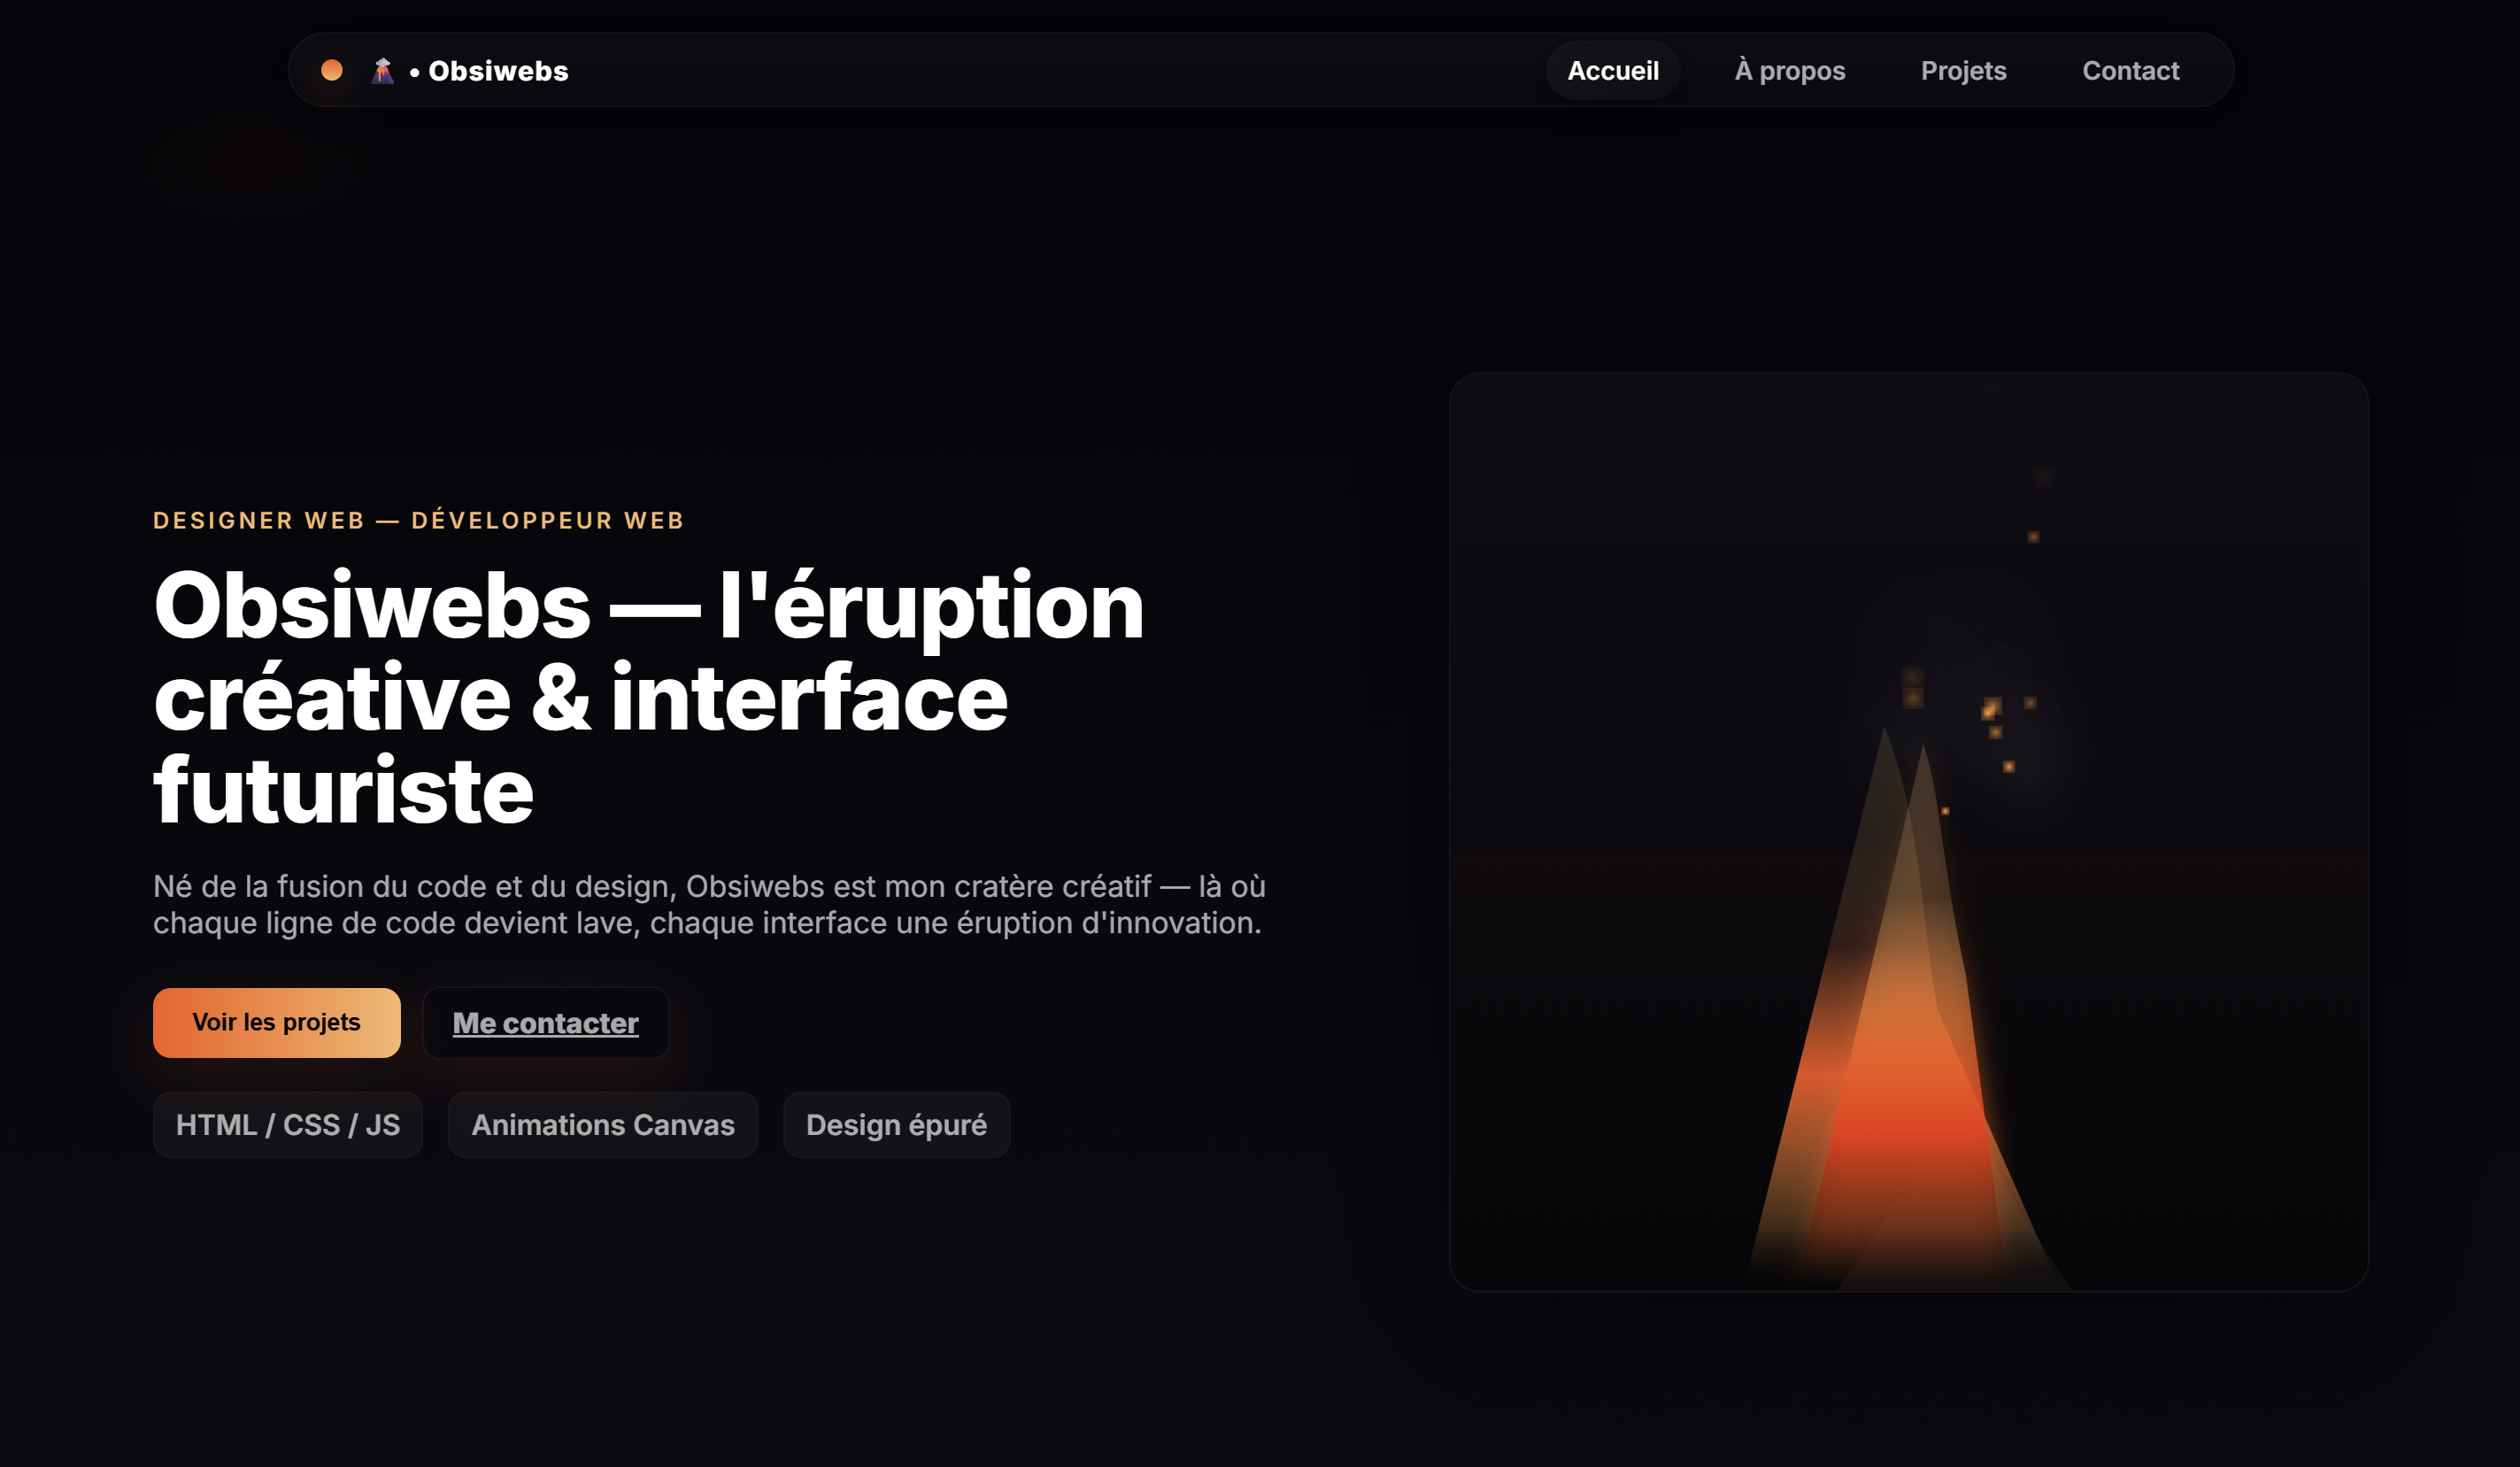 🌋 • Obsiwebs
Accueil
À propos
Projets
Contact
DESIGNER WEB — DÉVELOPPEUR WEB
Obsiwebs — l'éruption
créative & interface
futuriste
Né de la fusion du code et du design, Obsiwebs est mon cratère créatif — là où
chaque ligne de code devient lave, chaque interface une éruption d'innovation.
Voir les projets
Me contacter
HTML / CSS / JS
Animations Canvas
Design épuré